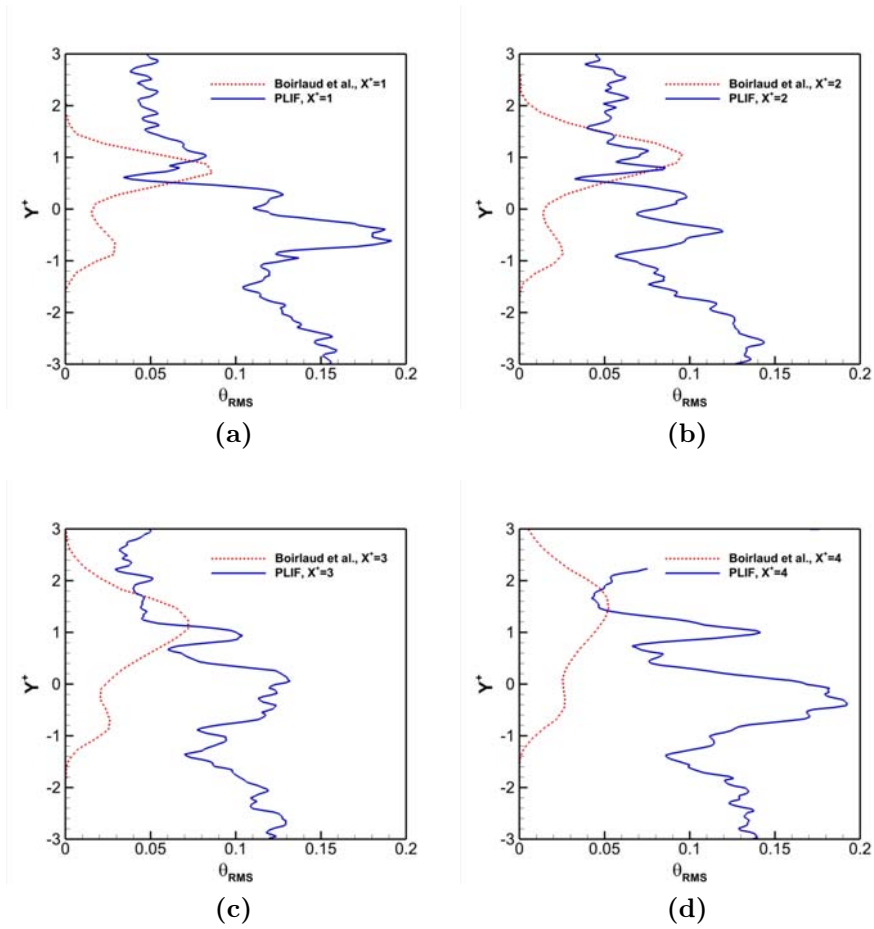 3
2
1
0
-1
-2
-3
Y+
Boirlaud et al., X*=1
PLIF, X*=1
0 0.05 0.1 0.15 0.2
θRMS
(a)
3
2
1
0
-1
-2
-3
Y+
Boirlaud et al., X*=2
PLIF, X*=2
0 0.05 0.1 0.15 0.2
θRMS
(b)
3
2
1
0
-1
-2
-3
Y+
Boirlaud et al., X*=3
PLIF, X*=3
0 0.05 0.1 0.15 0.2
θRMS
(c)
3
2
1
0
-1
-2
-3
Y+
Boirlaud et al., X*=4
PLIF, X*=4
0 0.05 0.1 0.15 0.2
θRMS
(d)